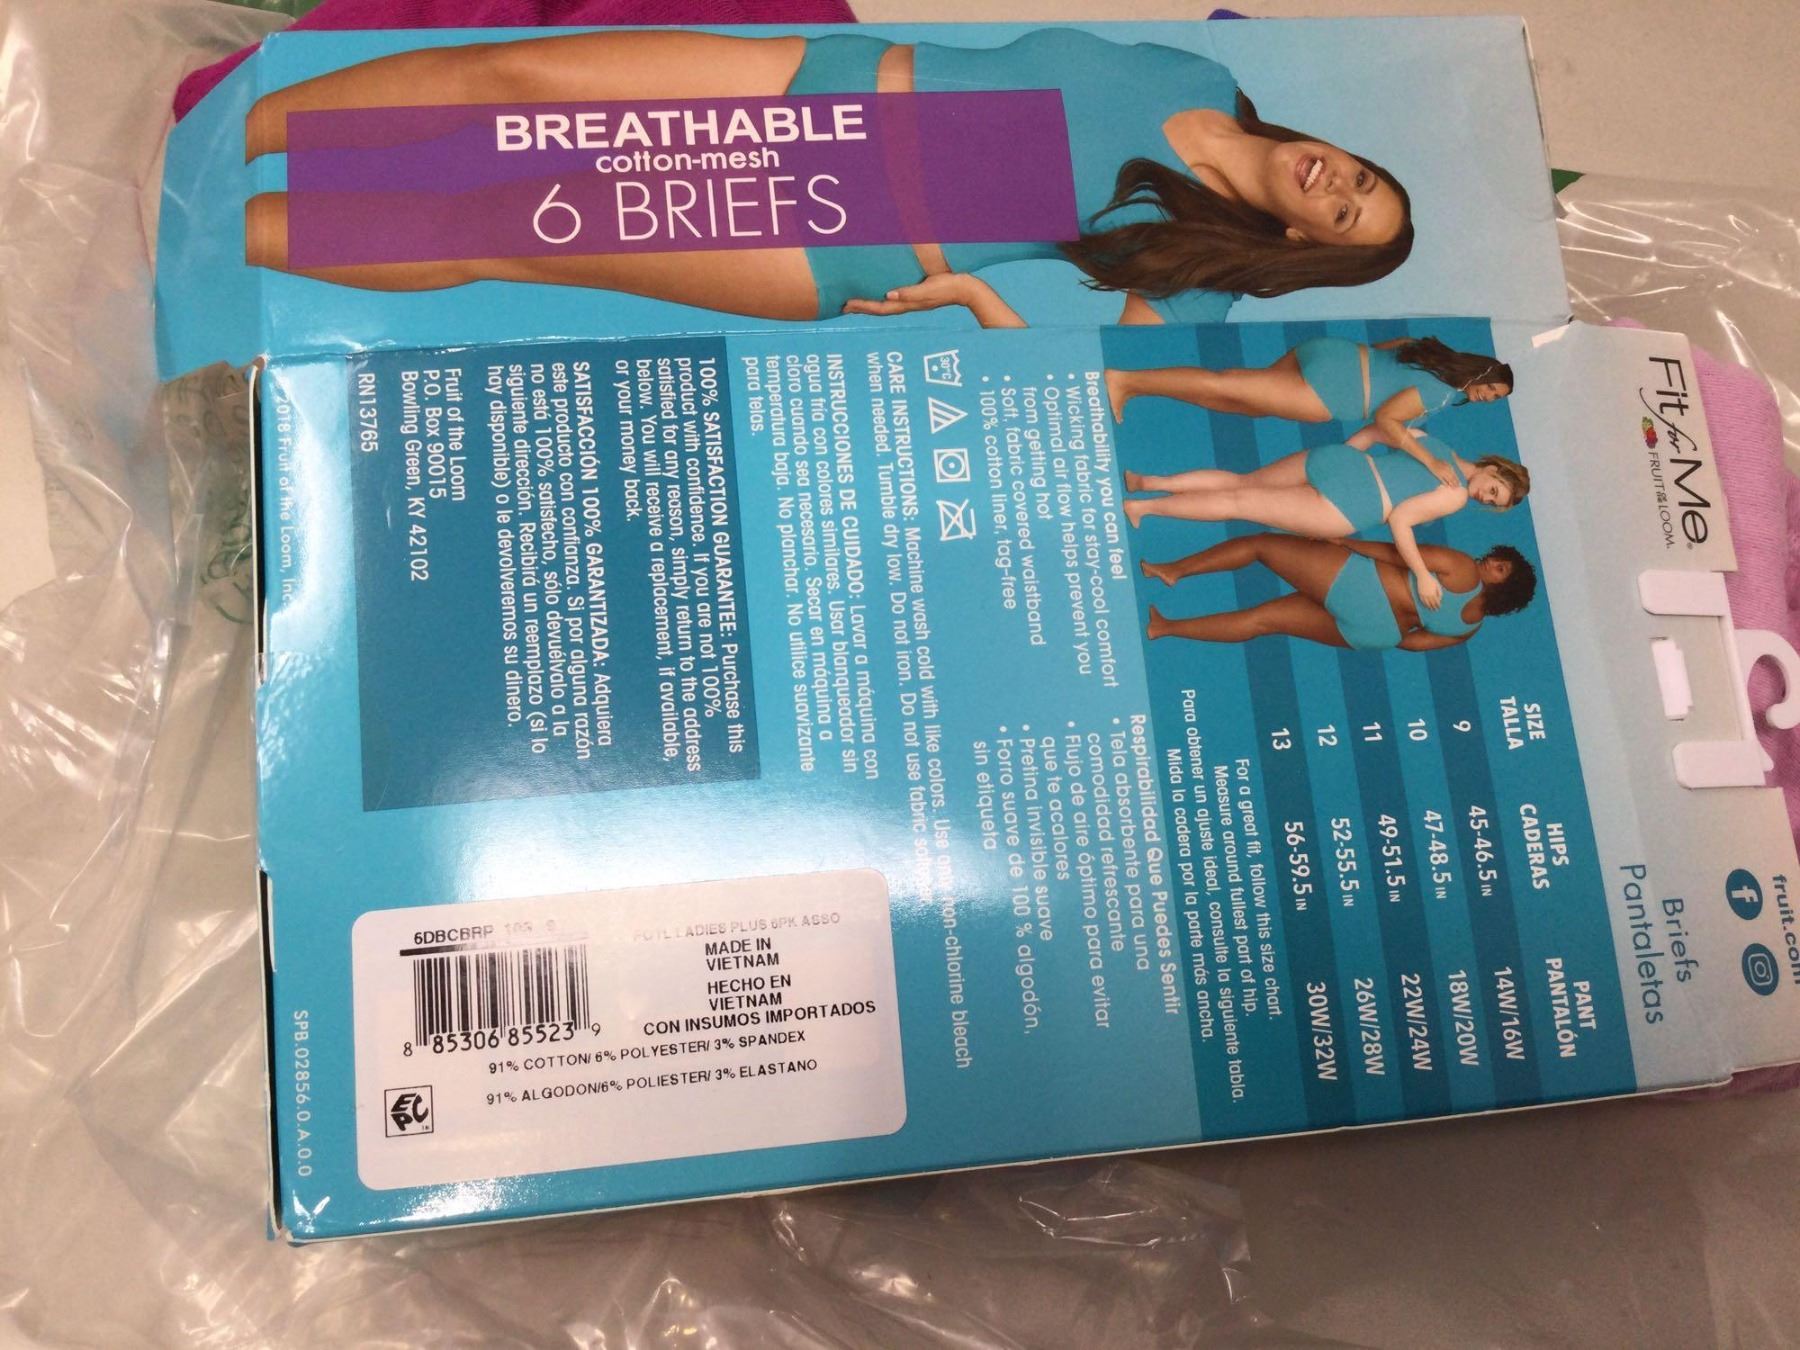 BREATHABLE
cotton-mesh
6 BRIEFS
Fit for Me®
FRUIT OF THE LOOM.
fruit.com
Briefs
Pantaletas
SIZE HIPS PANT
TALLA CADERAS PANTALÓN
9 45-46.5 IN 14W/16W
10 47-48.5 IN 18W/20W
11 49-51.5 IN 22W/24W
12 52-55.5 IN 26W/28W
13 56-59.5 IN 30W/32W
For a great fit, follow this size chart.
Measure around fullest part of hip.
Para obtener un ajuste ideal, consulte la siguiente tabla.
Mida la cadera por la parte más ancha.
Breathability you can feel
• Wicking fabric for stay-cool comfort
• Optimal air flow helps prevent you
from getting hot
• Soft, fabric covered waistband
• 100% cotton liner, tag-free
Respirabilidad Que Puedes Sentir
• Tela absorbente para una
comodidad refrescante
• Flujo de aire óptimo para evitar
que te acalores
• Pretina invisible suave
• Forro suave de 100 % algodón,
sin etiqueta
30°C
CARE INSTRUCTIONS: Machine wash cold with like colors. Use only non-chlorine bleach
when needed. Tumble dry low. Do not iron. Do not use fabric softener.
INSTRUCCIONES DE CUIDADO: Lavar a máquina con
agua fría con colores similares. Usar blanqueador sin
cloro cuando sea necesario. Secar en máquina a
temperatura baja. No planchar. No utilice suavizante
para telas.
100% SATISFACTION GUARANTEE: Purchase this
product with confidence. If you are not 100%
satisfied for any reason, simply return to the address
below. You will receive a replacement, if available,
or your money back.
SATISFACCIÓN 100% GARANTIZADA: Adquiera
este producto con confianza. Si por alguna razón
no está 100% satisfecho, sólo devuélvalo a la
siguiente dirección. Recibirá un reemplazo (si lo
hay disponible) o le devolveremos su dinero.
Fruit of the Loom
P.O. Box 90015
Bowling Green, KY 42102
RN13765
2018 Fruit of the Loom, Inc.
6DBCBRP 10S 9
FOTL LADIES PLUS 6PK ASSO
MADE IN
VIETNAM
HECHO EN
VIETNAM
CON INSUMOS IMPORTADOS
8 85306 85523 9
91% COTTON/ 6% POLYESTER/ 3% SPANDEX
91% ALGODON/6% POLIESTER/ 3% ELASTANO
EPC
SPB.02856.0.A.0.0